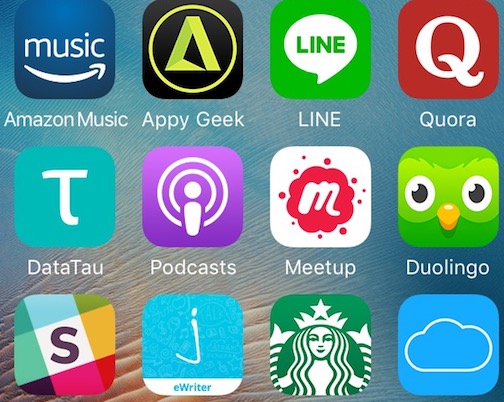 music
Amazon Music
Appy Geek
LINE
LINE
Q
Quora
τ
DataTau
Podcasts
m
Meetup
Duolingo
S
j
eWriter